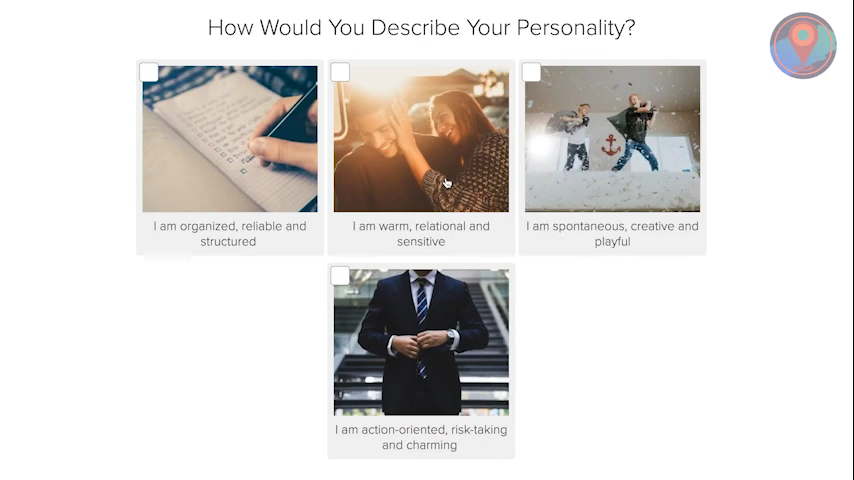 How Would You Describe Your Personality?
I am organized, reliable and
structured
I am warm, relational and
sensitive
I am spontaneous, creative and
playful
I am action-oriented, risk-taking
and charming